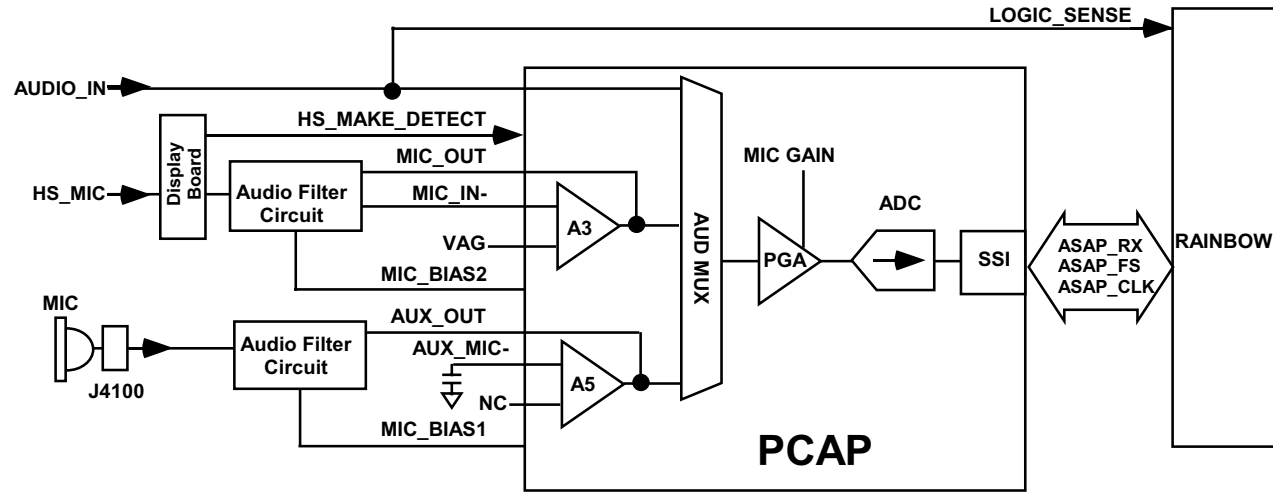 LOGIC_SENSE
AUDIO_IN
HS_MAKE_DETECT
Display
Board
MIC_OUT
MIC GAIN
HS_MIC
Audio Filter
Circuit
MIC_IN-
A3
ADC
VAG
AUD MUX
PGA
SSI
ASAP_RX
ASAP_FS
ASAP_CLK
RAINBOW
MIC_BIAS2
MIC
AUX_OUT
Audio Filter
Circuit
AUX_MIC-
A5
J4100
NC
MIC_BIAS1
PCAP